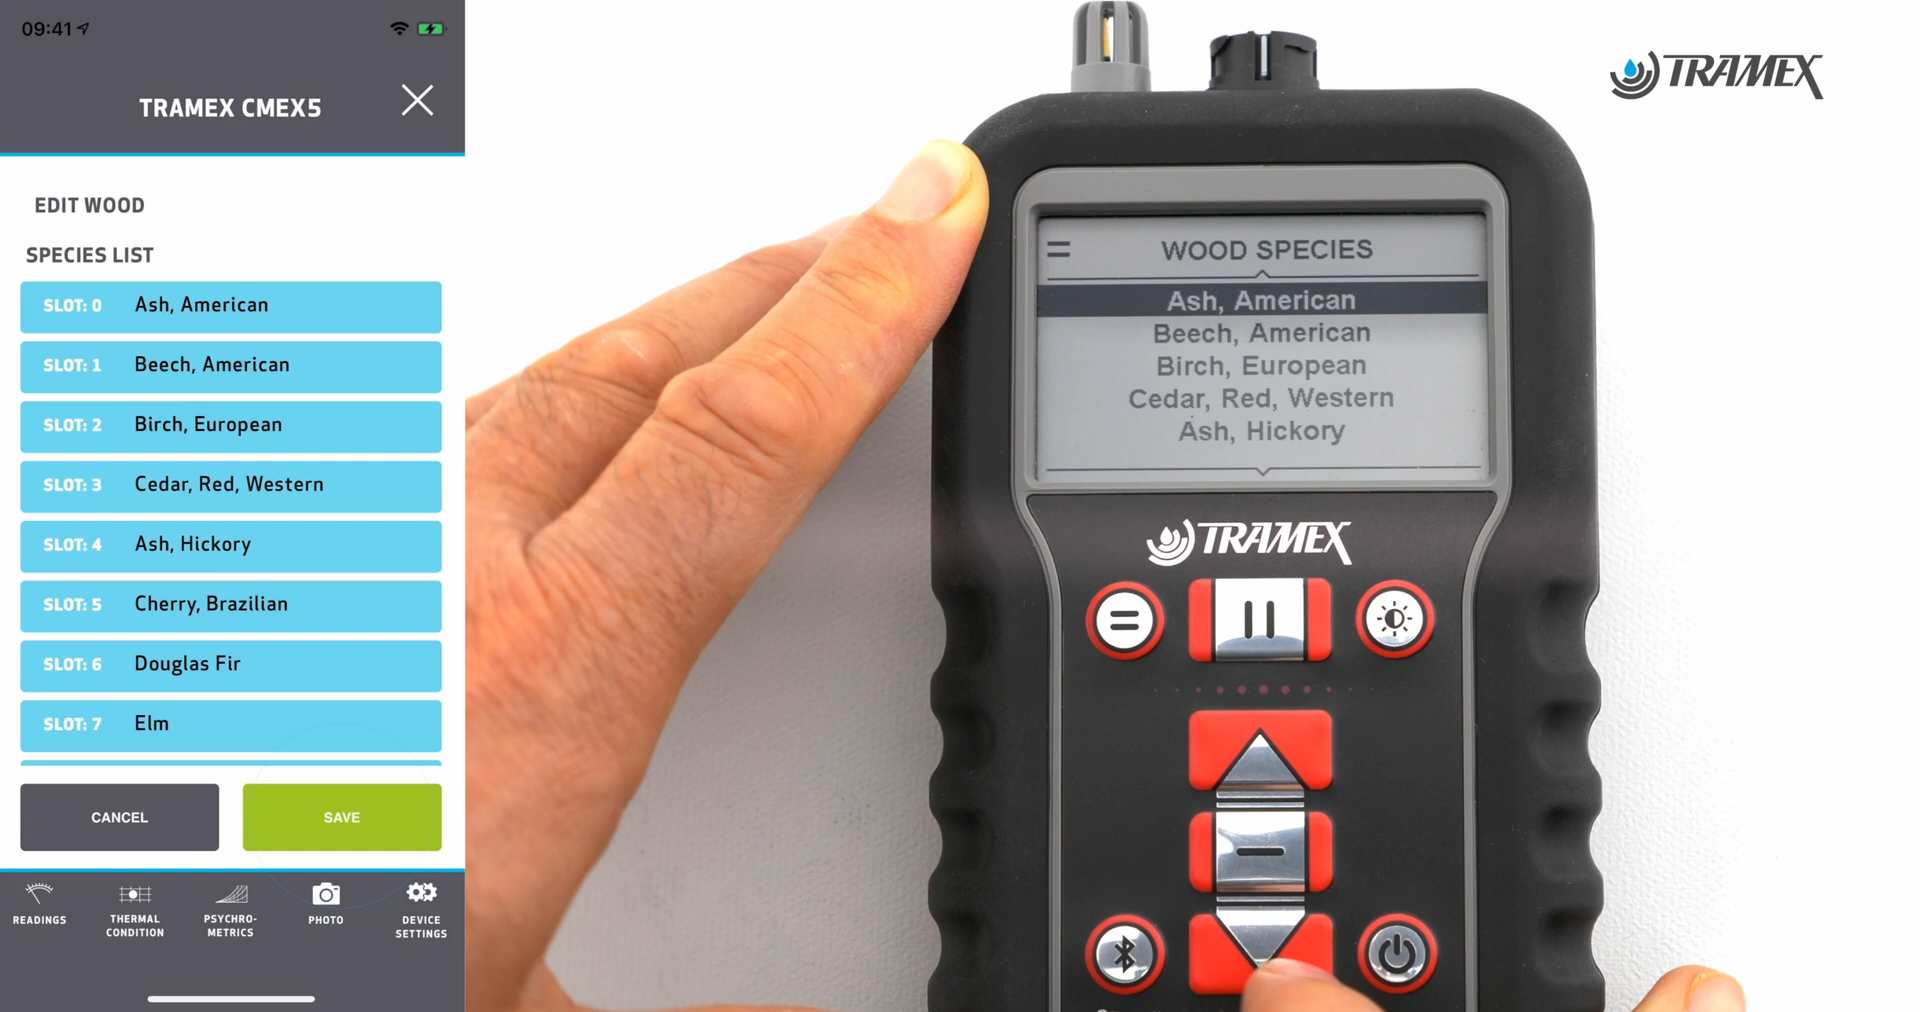 09:41
TRAMEX CMEX5
EDIT WOOD
SPECIES LIST
SLOT: 0 Ash, American
SLOT: 1 Beech, American
SLOT: 2 Birch, European
SLOT: 3 Cedar, Red, Western
SLOT: 4 Ash, Hickory
SLOT: 5 Cherry, Brazilian
SLOT: 6 Douglas Fir
SLOT: 7 Elm
CANCEL
SAVE
READINGS
THERMAL
CONDITION
PSYCHRO-
METRICS
PHOTO
DEVICE
SETTINGS
WOOD SPECIES
Ash, American
Beech, American
Birch, European
Cedar, Red, Western
Ash, Hickory
TRAMEX
TRAMEX